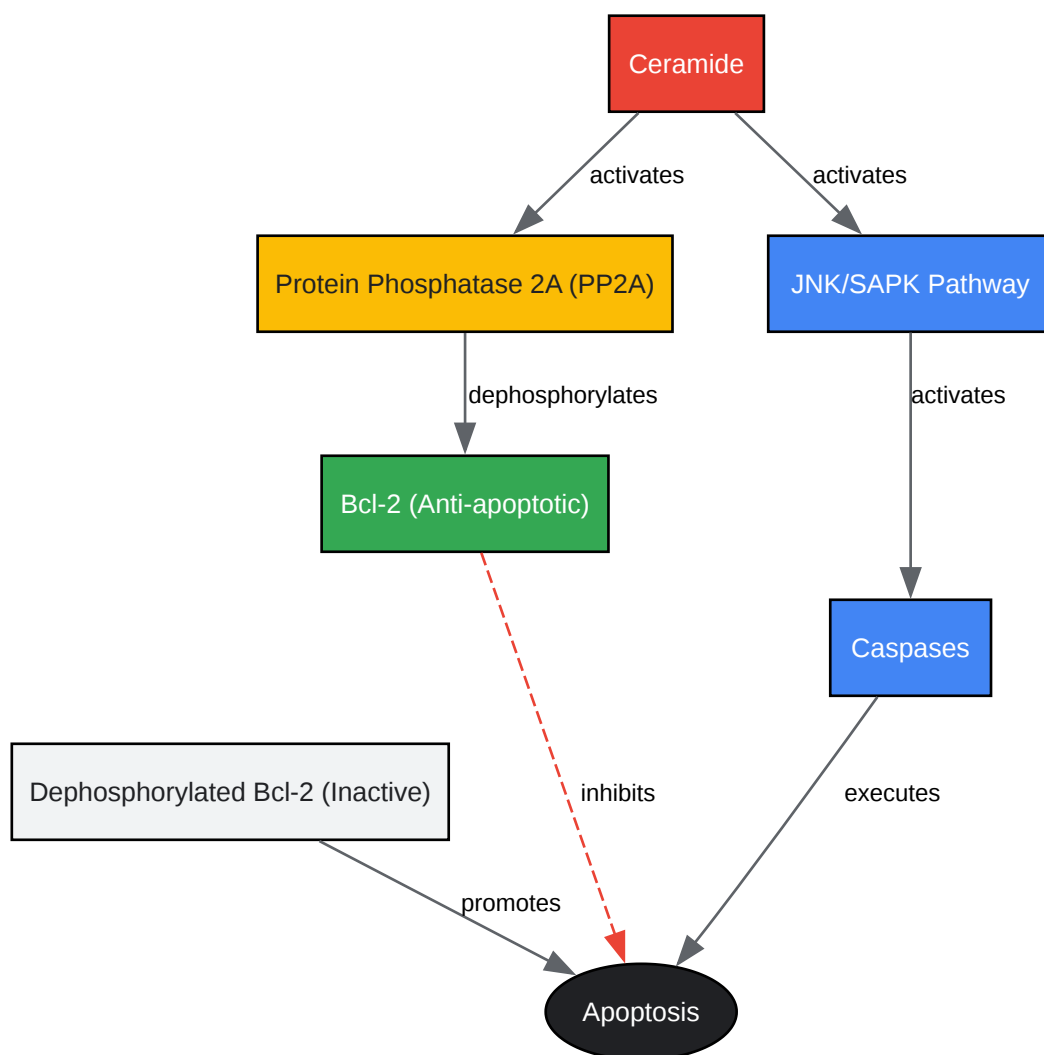 Ceramide
activates
activates
Protein Phosphatase 2A (PP2A)
JNK/SAPK Pathway
dephosphorylates
activates
Bcl-2 (Anti-apoptotic)
Caspases
Dephosphorylated Bcl-2 (Inactive)
inhibits
executes
promotes
Apoptosis